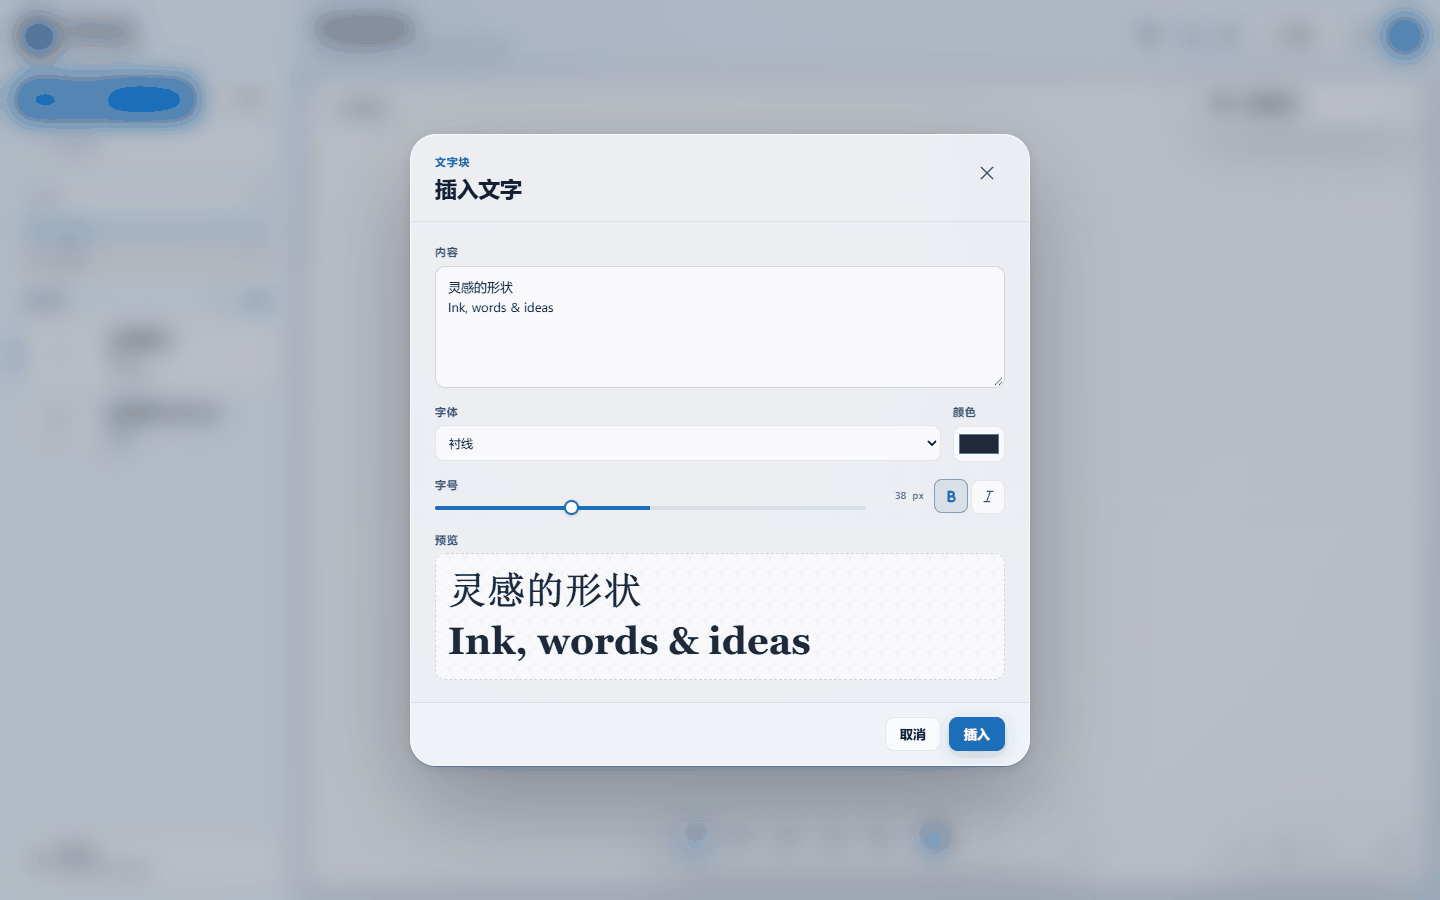 文字块
插入文字
内容
灵感的形状
Ink, words & ideas
字体
颜色
衬线
字号
38 px
B
I
预览
灵感的形状
Ink, words & ideas
取消
插入